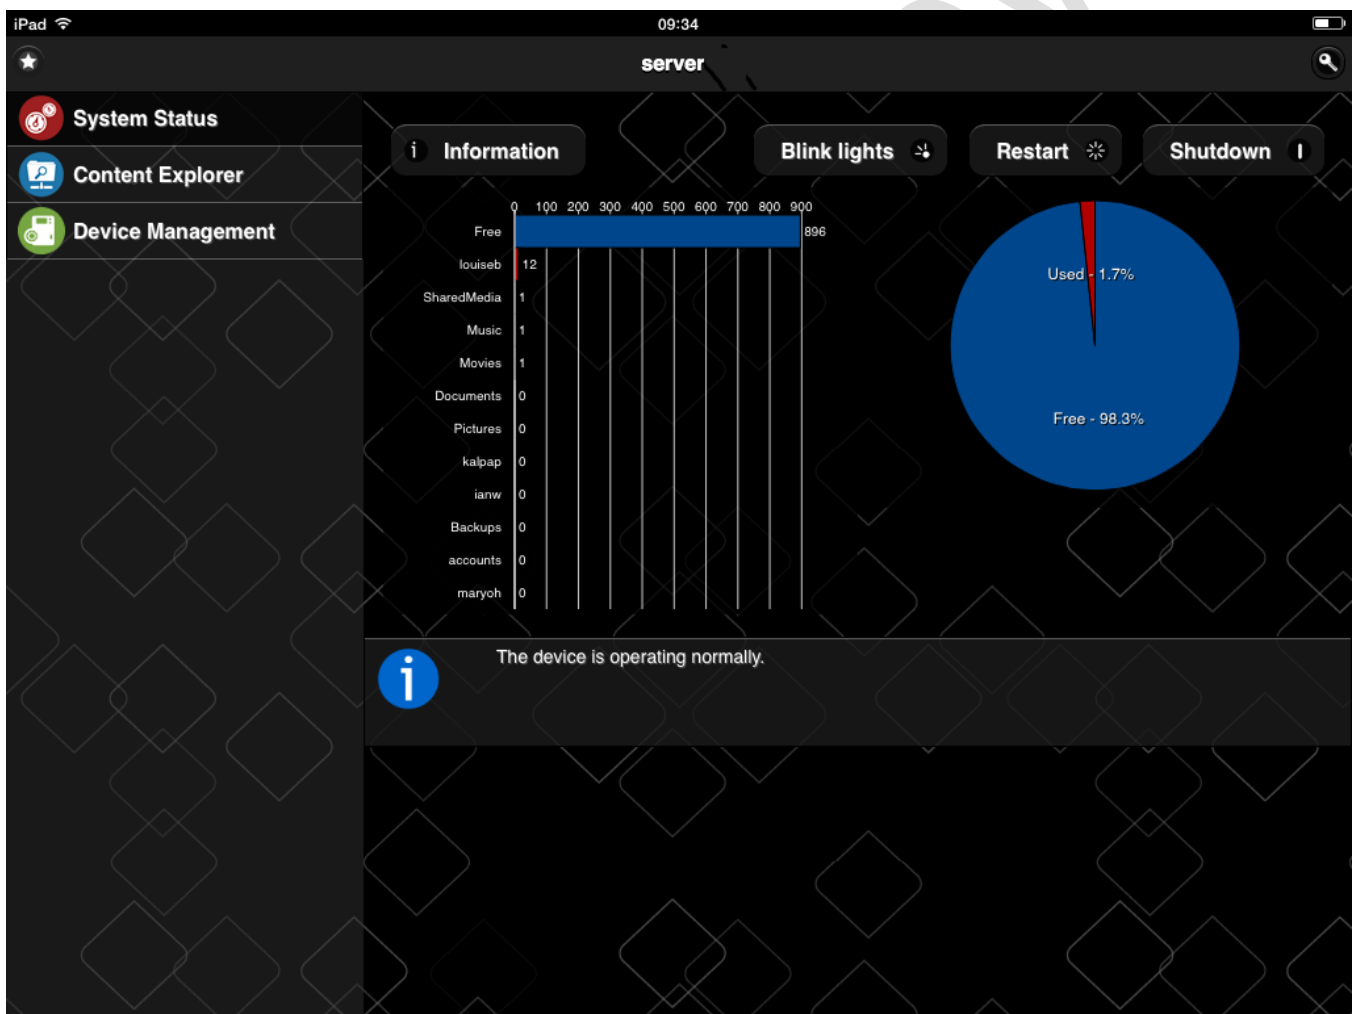 iPad 09:34
server
System Status
Content Explorer
Device Management
i Information Blink lights Restart Shutdown
0 100 200 300 400 500 600 700 800 900
Free 896
louiseb 12
SharedMedia 1
Music 1
Movies 1
Documents 0
Pictures 0
kalpap 0
ianw 0
Backups 0
accounts 0
maryoh 0
Used - 1.7%
Free - 98.3%
i The device is operating normally.